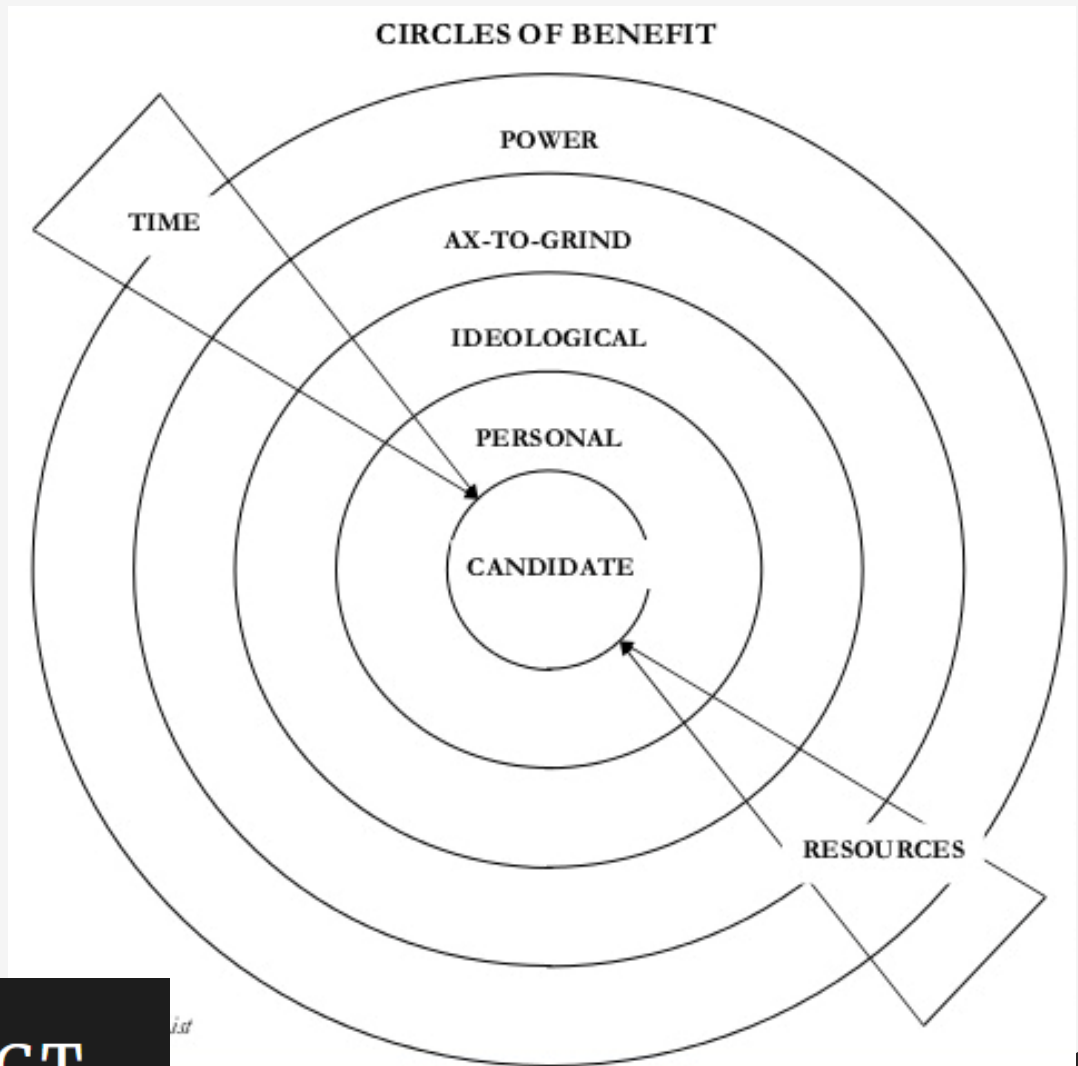 CIRCLES OF BENEFIT
POWER
TIME
AX-TO-GRIND
IDEOLOGICAL
PERSONAL
CANDIDATE
RESOURCES